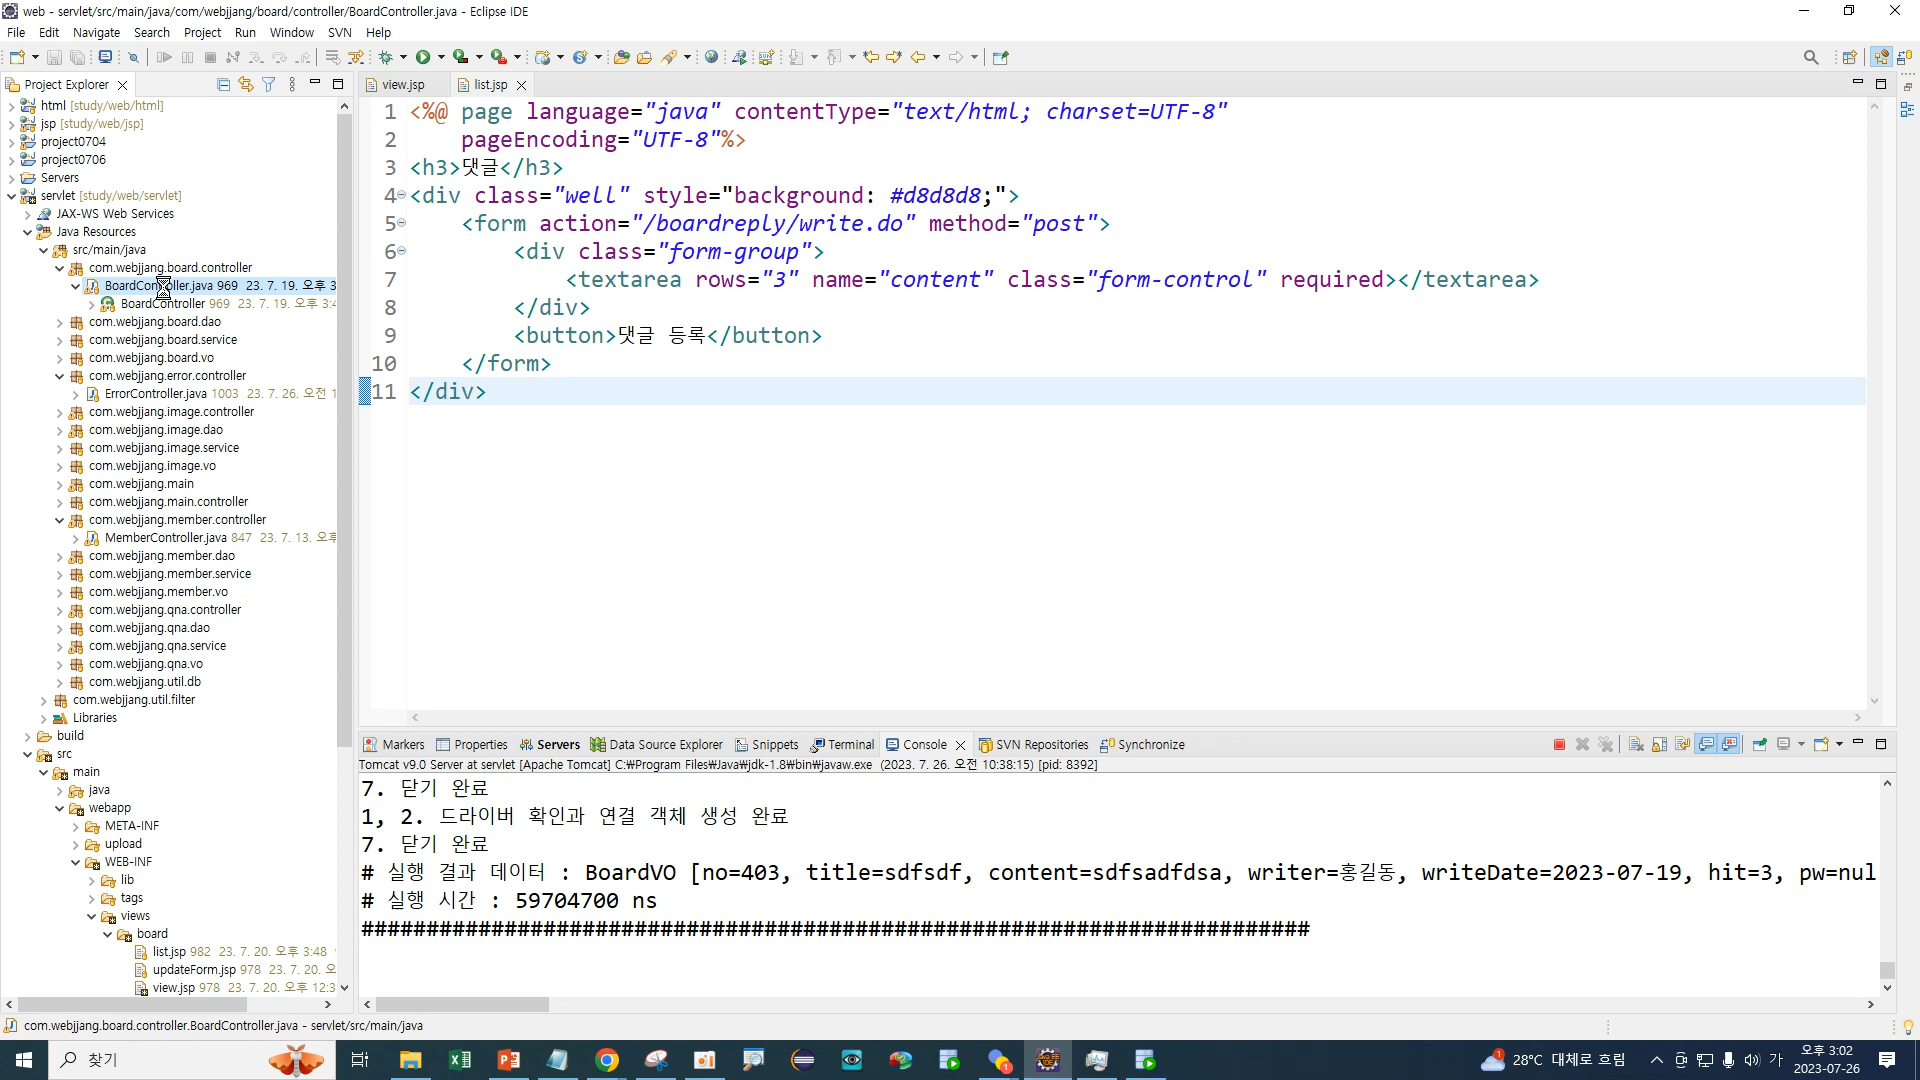 web - servlet/src/main/java/com/webjjang/board/controller/BoardController.java - Eclipse IDE
File Edit Navigate Search Project Run Window SVN Help
Project Explorer
view.jsp
list.jsp
html [study/web/html]
jsp [study/web/jsp]
project0704
project0706
Servers
servlet [study/web/servlet]
JAX-WS Web Services
Java Resources
src/main/java
com.webjjang.board.controller
BoardController.java 969 23. 7. 19. 오후 3
BoardController 969 23. 7. 19. 오후 3:4
com.webjjang.board.dao
com.webjjang.board.service
com.webjjang.board.vo
com.webjjang.error.controller
ErrorController.java 1003 23. 7. 26. 오전 1
com.webjjang.image.controller
com.webjjang.image.dao
com.webjjang.image.service
com.webjjang.image.vo
com.webjjang.main
com.webjjang.main.controller
com.webjjang.member.controller
MemberController.java 847 23. 7. 13. 오후
com.webjjang.member.dao
com.webjjang.member.service
com.webjjang.member.vo
com.webjjang.qna.controller
com.webjjang.qna.dao
com.webjjang.qna.service
com.webjjang.qna.vo
com.webjjang.util.db
com.webjjang.util.filter
Libraries
build
src
main
java
webapp
META-INF
upload
WEB-INF
lib
tags
views
board
list.jsp 982 23. 7. 20. 오후 3:48
updateForm.jsp 978 23. 7. 20. 오
view.jsp 978 23. 7. 20. 오후 12:3
1 <%@ page language="java" contentType="text/html; charset=UTF-8"
2 pageEncoding="UTF-8"%>
3 <h3>댓글</h3>
4 <div class="well" style="background: #d8d8d8;">
5 <form action="/boardreply/write.do" method="post">
6 <div class="form-group">
7 <textarea rows="3" name="content" class="form-control" required></textarea>
8 </div>
9 <button>댓글 등록</button>
10 </form>
11 </div>
Markers Properties Servers Data Source Explorer Snippets Terminal Console SVN Repositories Synchronize
Tomcat v9.0 Server at servlet [Apache Tomcat] C:₩Program Files₩Java₩jdk-1.8₩bin₩javaw.exe (2023. 7. 26. 오전 10:38:15) [pid: 8392]
7. 닫기 완료
1, 2. 드라이버 확인과 연결 객체 생성 완료
7. 닫기 완료
# 실행 결과 데이터 : BoardVO [no=403, title=sdfsdf, content=sdfsadfdsa, writer=홍길동, writeDate=2023-07-19, hit=3, pw=nul
# 실행 시간 : 59704700 ns
#########################################################################
com.webjjang.board.controller.BoardController.java - servlet/src/main/java
찾기
28°C 대체로 흐림
가
오후 3:02
2023-07-26